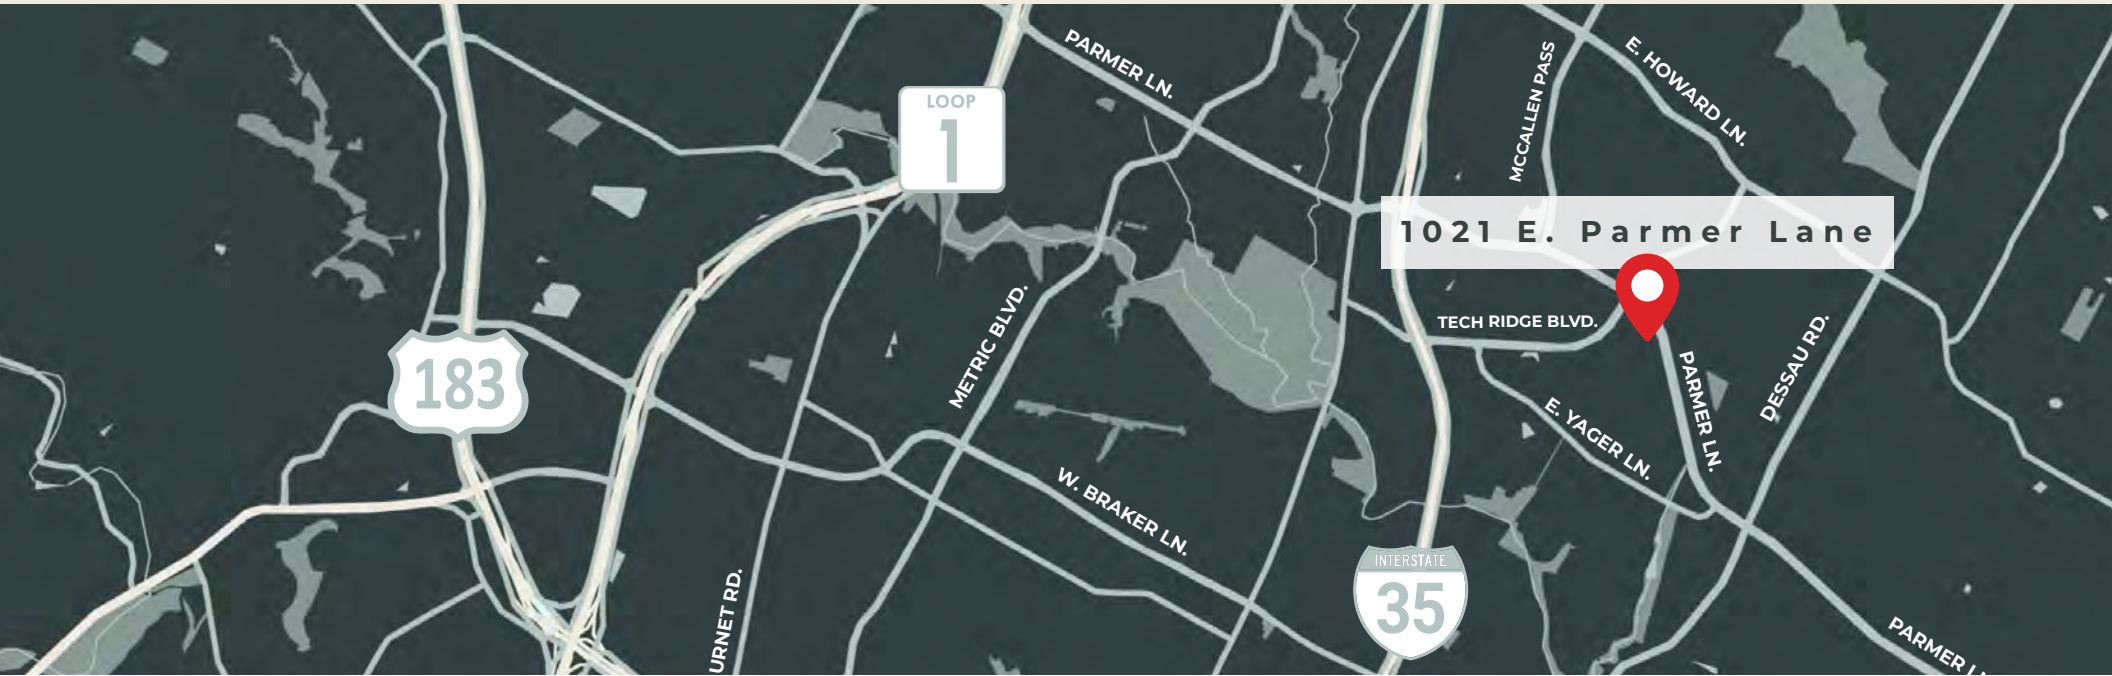 PARMER LN.
MCCALLEN PASS
E. HOWARD LN.
LOOP
1
1021 E. Parmer Lane
TECH RIDGE BLVD.
METRIC BLVD.
DESSAU RD.
183
PARMER LN.
E. YAGER LN.
W. BRAKER LN.
INTERSTATE
35
URNET RD.
PARMER LN